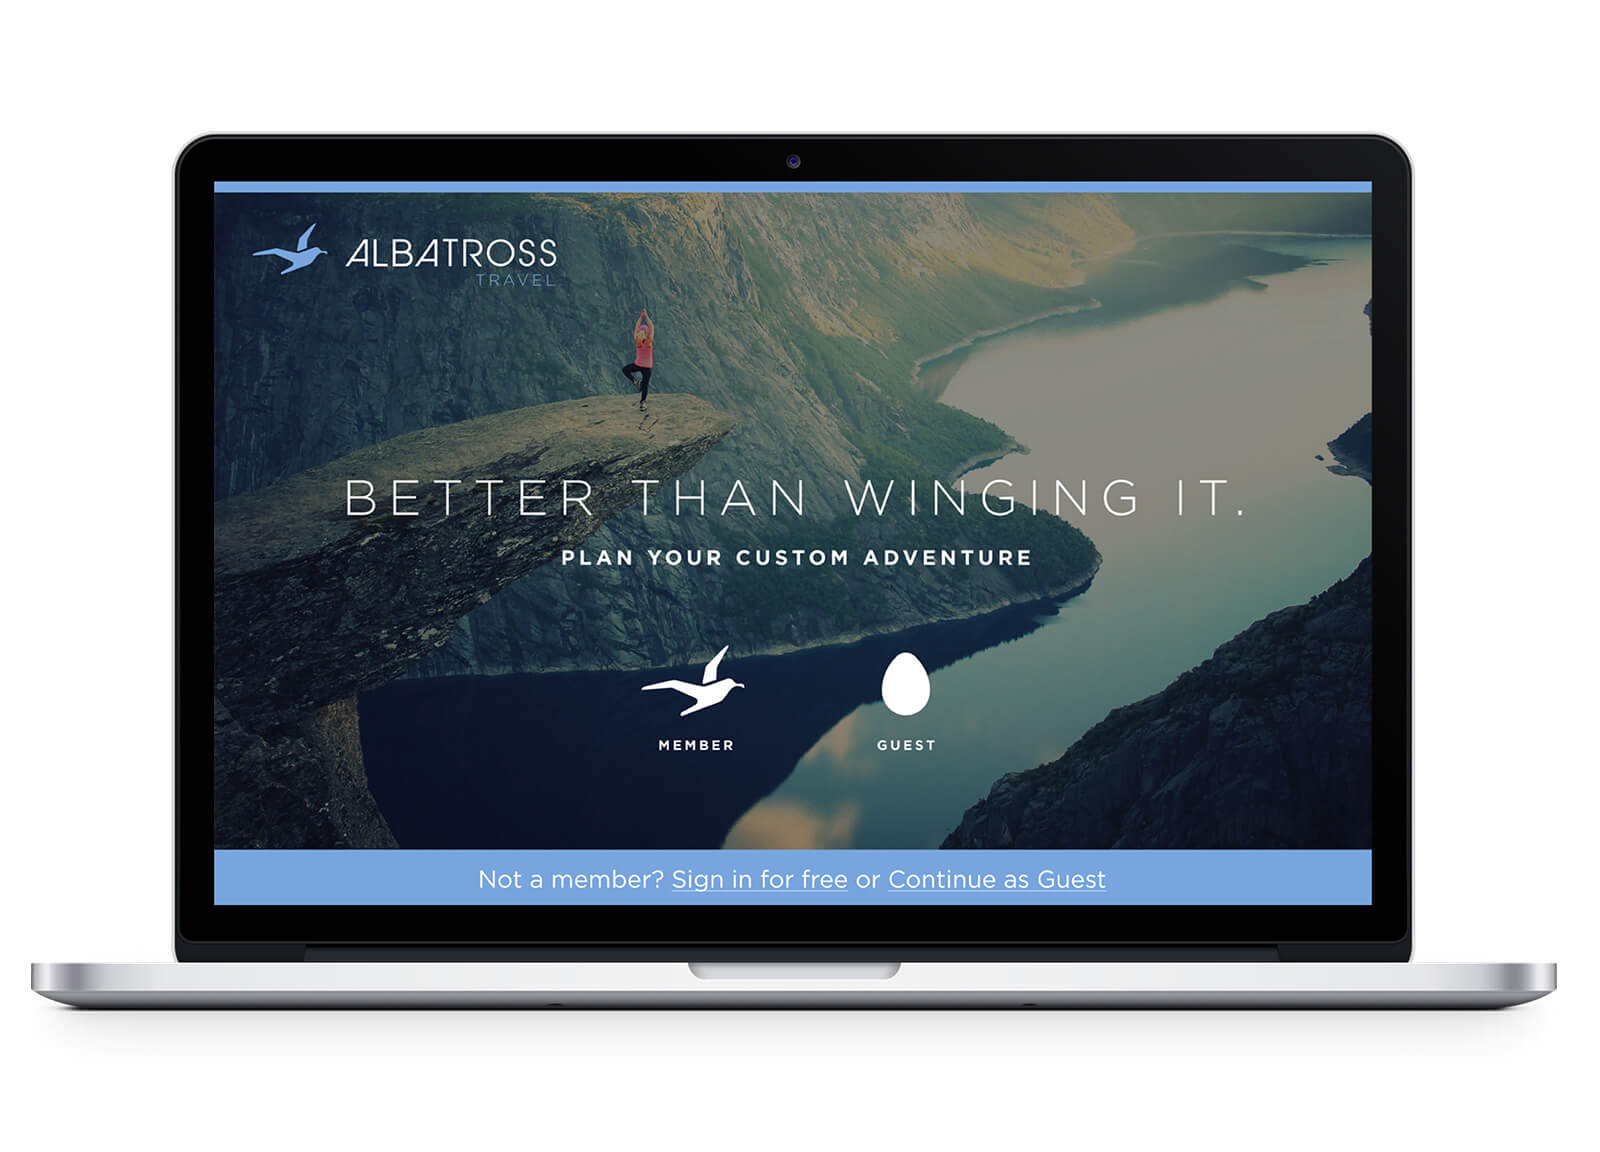 ALBATROSS
TRAVEL
BETTER THAN WINGING IT.
PLAN YOUR CUSTOM ADVENTURE
MEMBER
GUEST
Not a member? Sign in for free or Continue as Guest